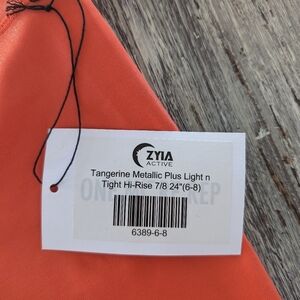 ZYIA
ACTIVE
Tangerine Metallic Plus Light n
Tight Hi-Rise 7/8 24"(6-8)
6389-6-8